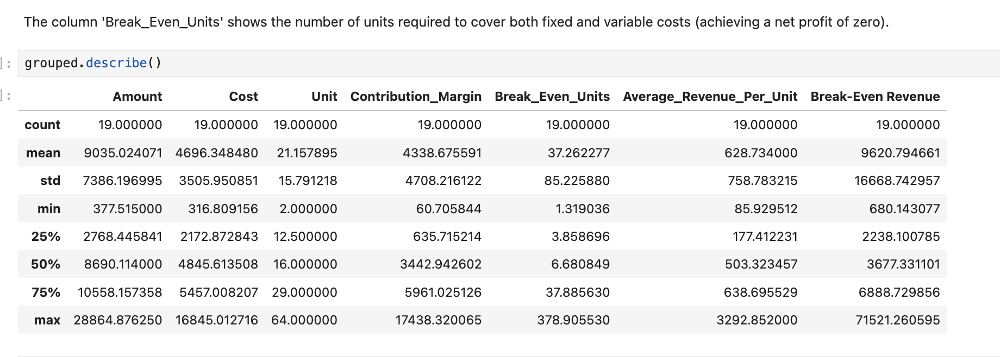 The column 'Break_Even_Units' shows the number of units required to cover both fixed and variable costs (achieving a net profit of zero).
]: grouped.describe()
]: Amount Cost Unit Contribution_Margin Break_Even_Units Average_Revenue_Per_Unit Break-Even Revenue
count 19.000000 19.000000 19.000000 19.000000 19.000000 19.000000 19.000000
mean 9035.024071 4696.348480 21.157895 4338.675591 37.262277 628.734000 9620.794661
std 7386.196995 3505.950851 15.791218 4708.216122 85.225880 758.783215 16668.742957
min 377.515000 316.809156 2.000000 60.705844 1.319036 85.929512 680.143077
25% 2768.445841 2172.872843 12.500000 635.715214 3.858696 177.412231 2238.100785
50% 8690.114000 4845.613508 16.000000 3442.942602 6.680849 503.323457 3677.331101
75% 10558.157358 5457.008207 29.000000 5961.025126 37.885630 638.695529 6888.729856
max 28864.876250 16845.012716 64.000000 17438.320065 378.905530 3292.852000 71521.260595